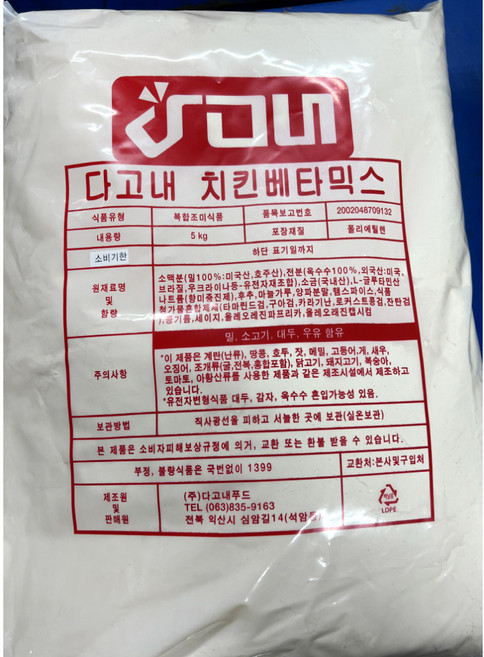 다고내
다고내 치킨베타믹스
식품유형 복합조미식품 품목보고번호 2002048709132
내용량 5 kg 포장재질 폴리에틸렌
소비기한 하단 표기일까지
원재료명 및 함량
소맥분(밀100%:미국산,호주산),전분(옥수수100%,외국산:미국,
브라질,우크라이나등-유전자재조합),소금(국내산),L-글루타민산
나트륨(향미증진제),후추,마늘가루,양파분말,햄스파이스,식품
첨가물혼합제제(타마린드검,구아검,카라기난,로커스트콩검,잔탄검
),콩기름,세이지,올레오레진파프리카,올레오레진캡시컴
밀, 소고기, 대두, 우유 함유
주의사항
*이 제품은 계란(난류), 땅콩, 호두, 잣, 메밀, 고등어,게, 새우,
오징어, 조개류(굴,전복,홍합포함), 닭고기, 돼지고기, 복숭아,
토마토, 아황산류를 사용한 제품과 같은 제조시설에서 제조하고
있습니다.
*유전자변형식품 대두, 감자, 옥수수 혼입가능성 있음.
보관방법 직사광선을 피하고 서늘한 곳에 보관(실온보관)
본 제품은 소비자피해보상규정에 의거, 교환 또는 환불 받을 수 있습니다.
부정, 불량식품은 국번없이 1399 교환처:본사및구입처
제조원 및 판매원
(주)다고내푸드
TEL (063)835-9163
전북 익산시 심암길14(석암동)
LDPE